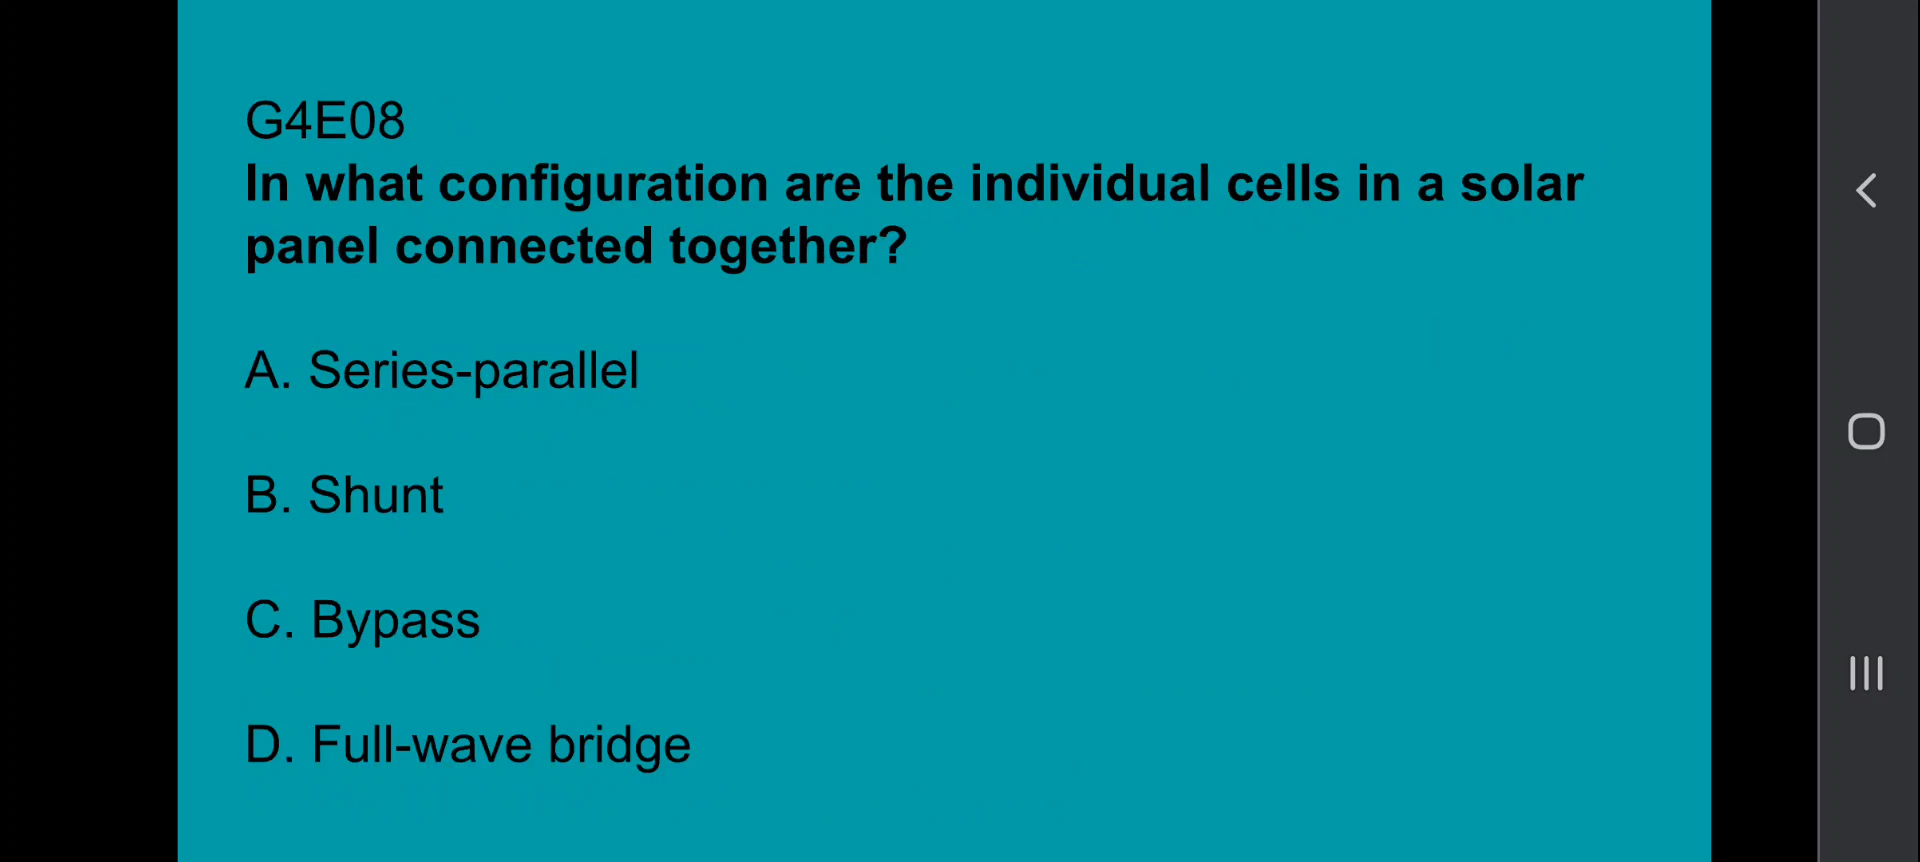 G4E08
In what configuration are the individual cells in a solar
panel connected together?
A. Series-parallel
B. Shunt
C. Bypass
D. Full-wave bridge